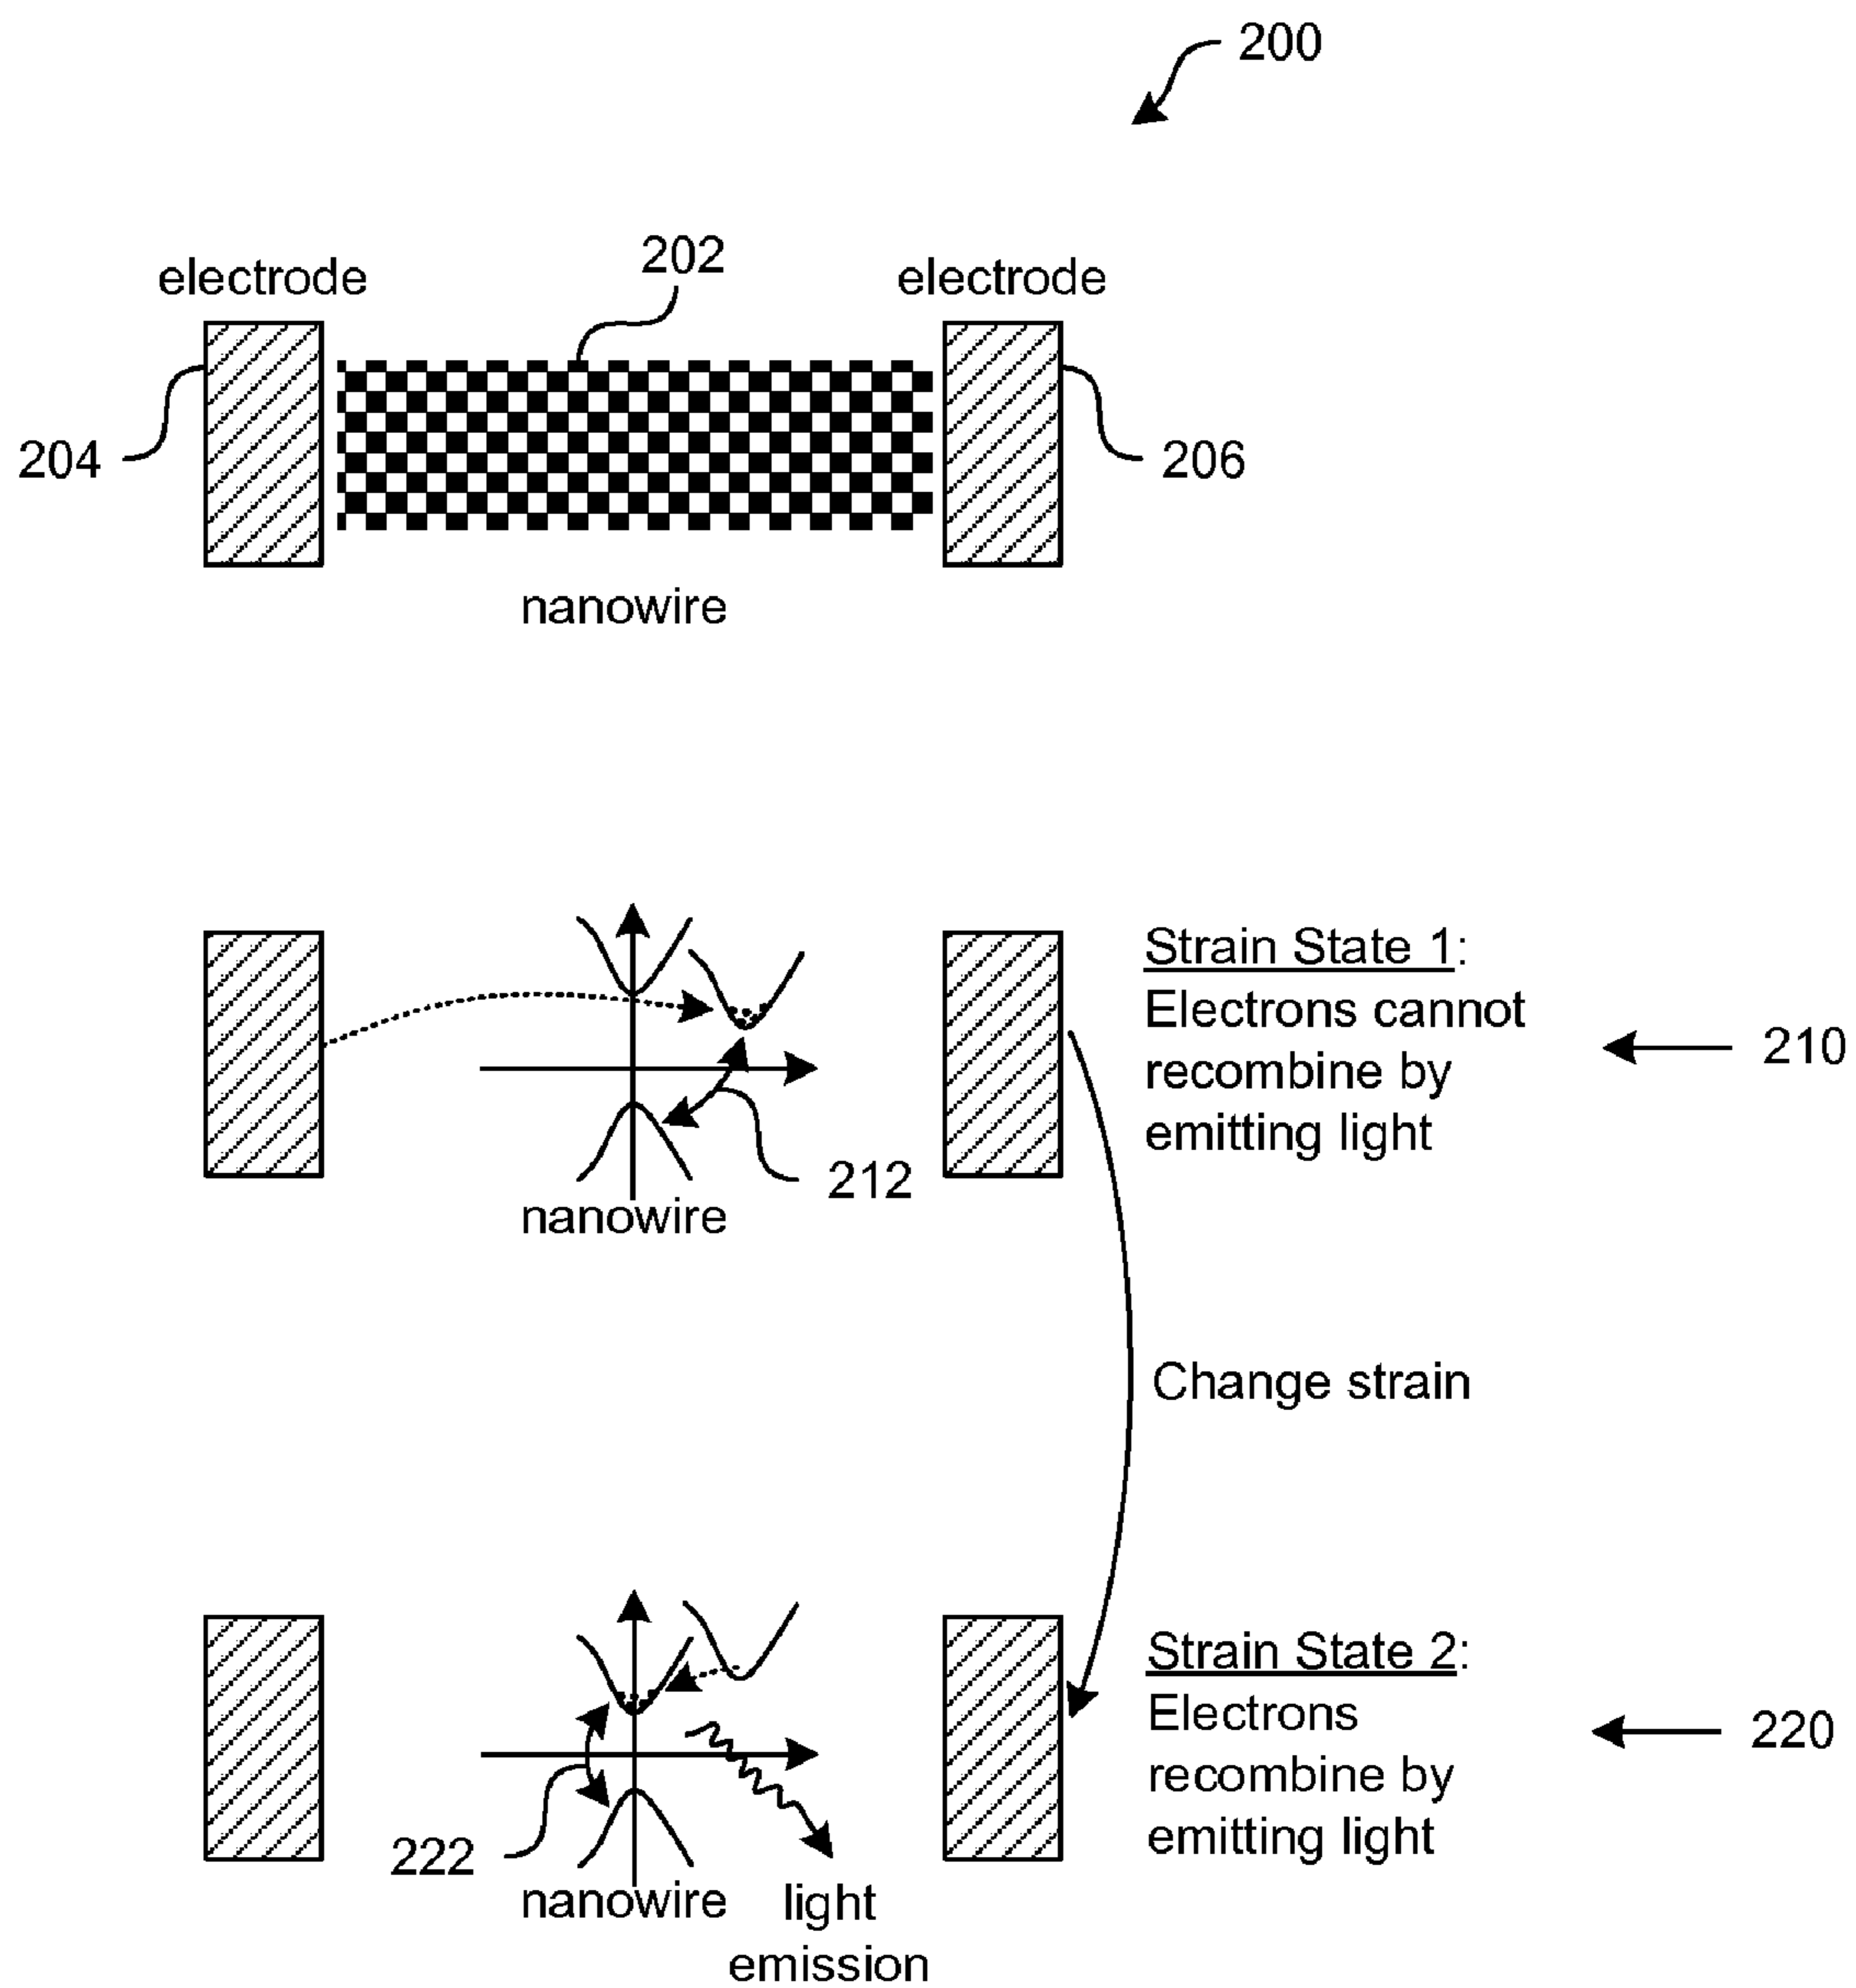 200
202
electrode
electrode
204
206
nanowire
Strain State 1:
Electrons cannot
recombine by
emitting light
210
212
nanowire
Change strain
Strain State 2:
Electrons
recombine by
emitting light
220
222
nanowire
light
emission